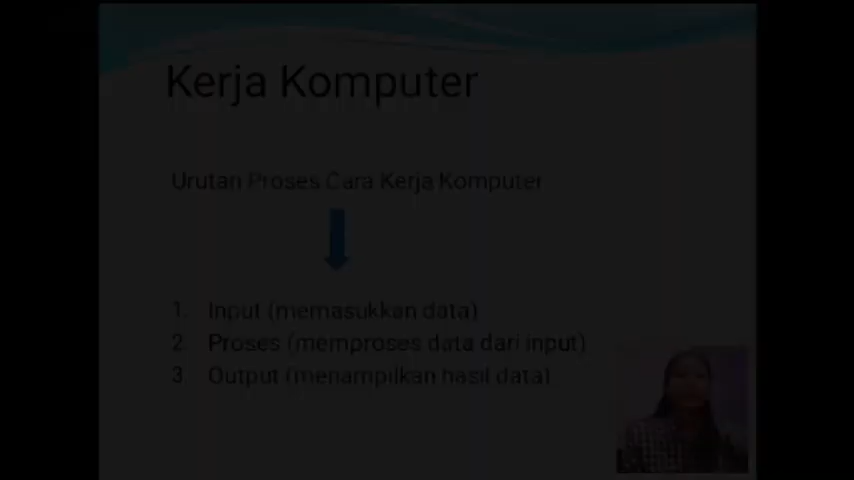 Kerja Komputer
Urutan Proses Cara Kerja Komputer
1. Input (memasukkan data)
2. Proses (memproses data dari input)
3. Output (menampilkan hasil data)